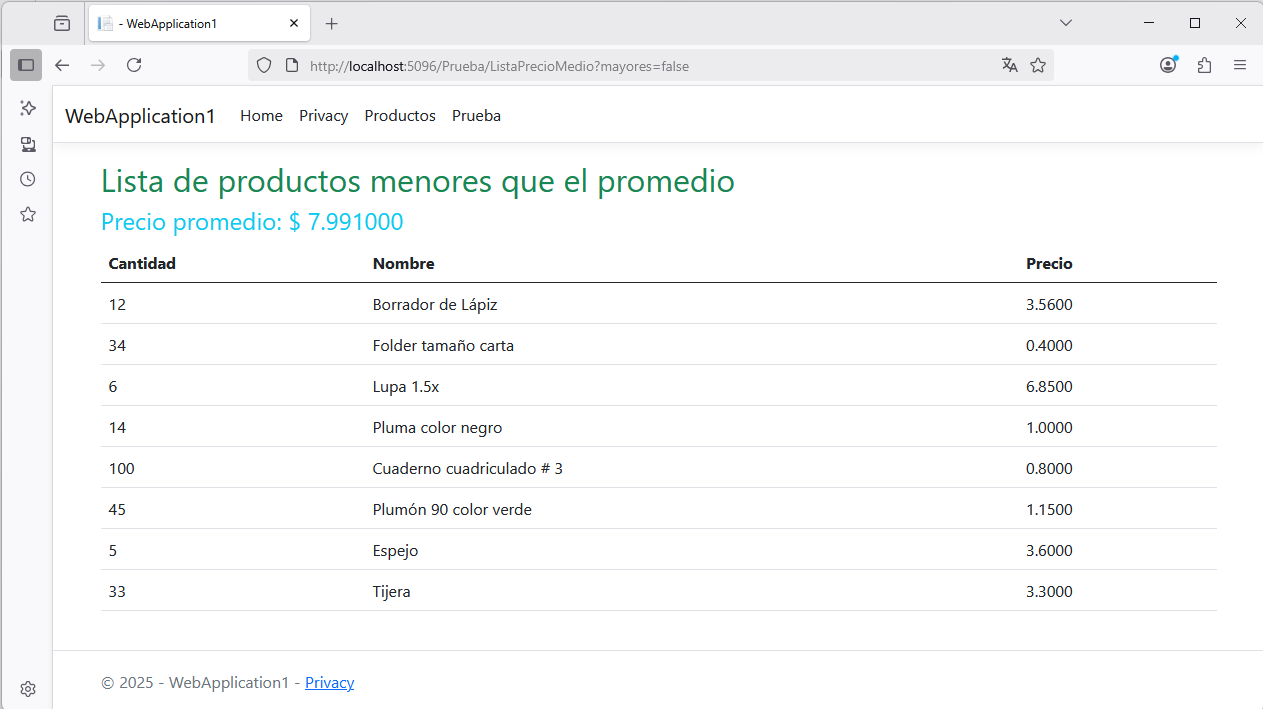 - WebApplication1
http://localhost:5096/Prueba/ListaPrecioMedio?mayores=false
WebApplication1 Home Privacy Productos Prueba
Lista de productos menores que el promedio
Precio promedio: $ 7.991000
Cantidad Nombre Precio
12 Borrador de Lápiz 3.5600
34 Folder tamaño carta 0.4000
6 Lupa 1.5x 6.8500
14 Pluma color negro 1.0000
100 Cuaderno cuadriculado # 3 0.8000
45 Plumón 90 color verde 1.1500
5 Espejo 3.6000
33 Tijera 3.3000
© 2025 - WebApplication1 - Privacy